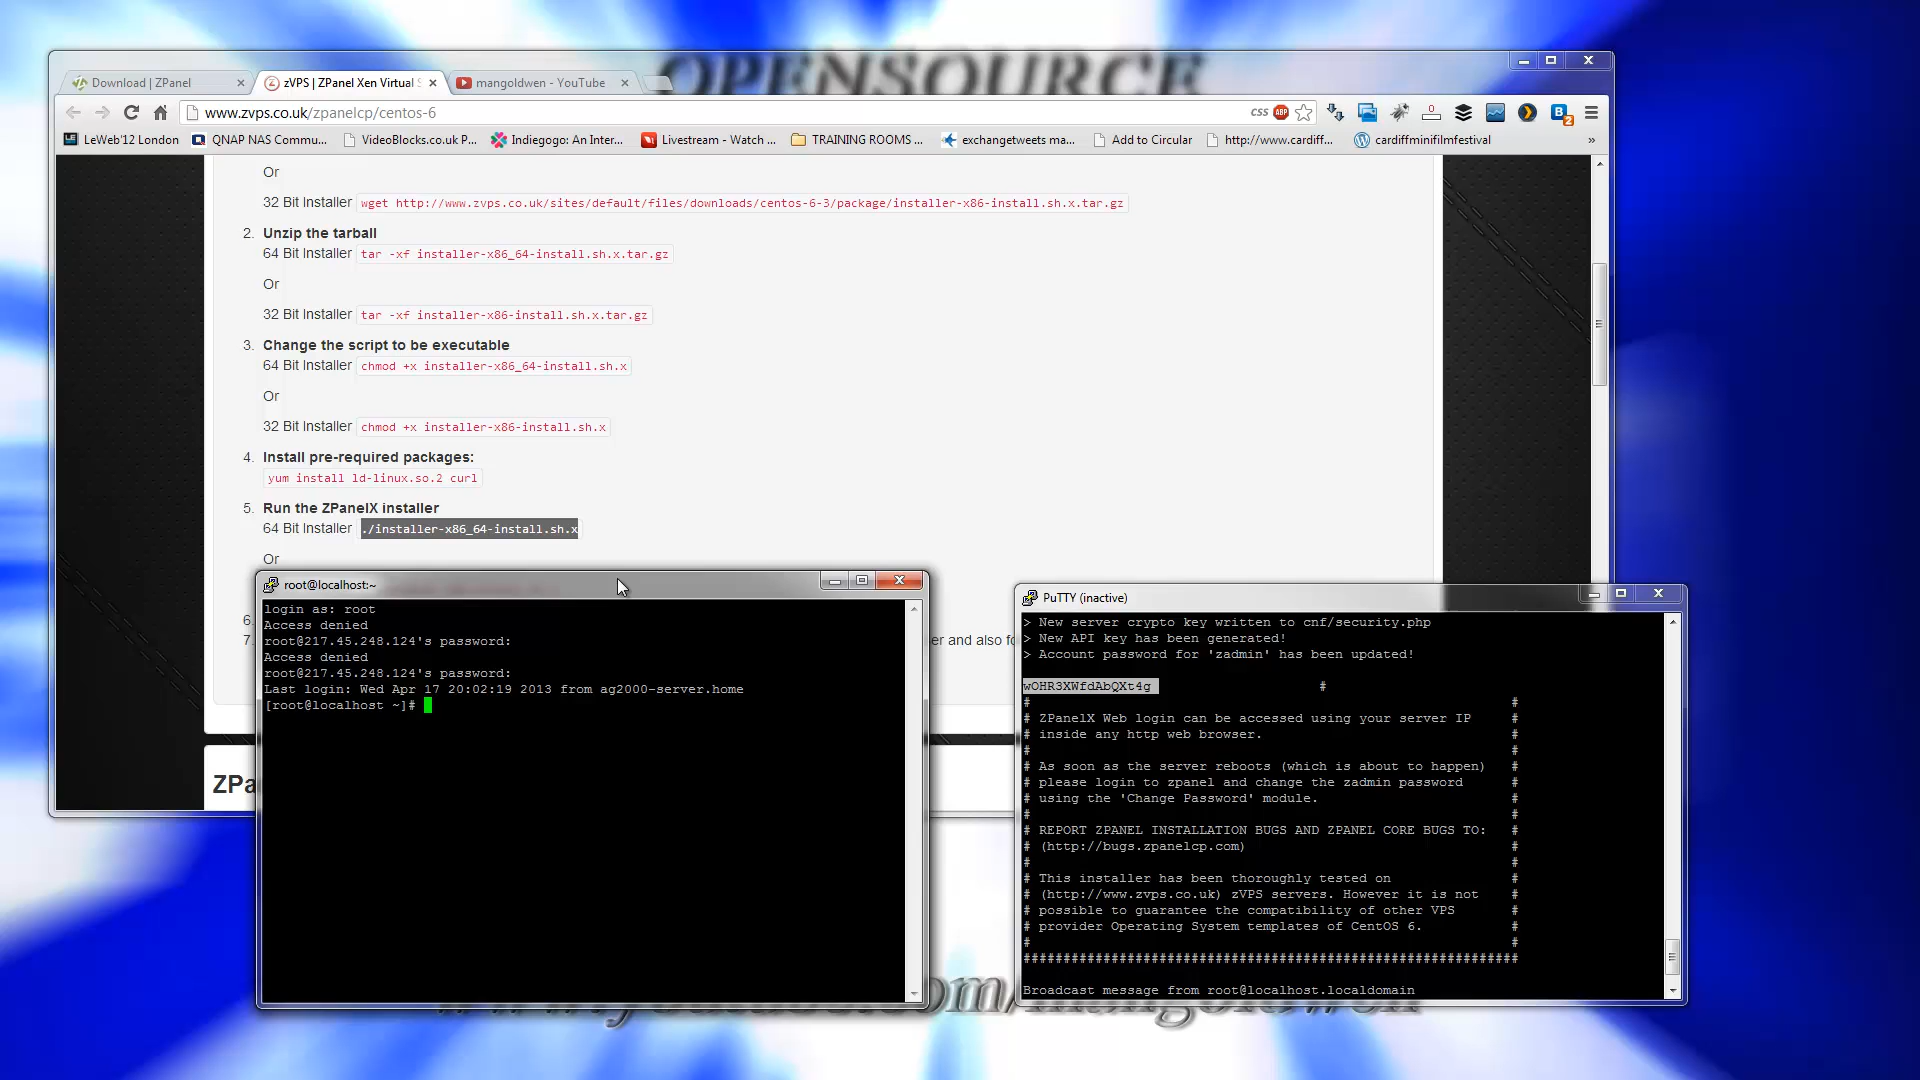 OPENSOURCE
Download | ZPanel
zVPS | ZPanel Xen Virtual
mangoldwen - YouTube
www.zvps.co.uk/zpanelcp/centos-6
CSS
ABP
0
B
2
LeWeb'12 London
QNAP NAS Commu...
VideoBlocks.co.uk P...
Indiegogo: An Inter...
Livestream - Watch ...
TRAINING ROOMS ...
exchangetweets ma...
Add to Circular
http://www.cardiff...
cardiffminifilmfestival
»
Or
32 Bit Installer wget http://www.zvps.co.uk/sites/default/files/downloads/centos-6-3/package/installer-x86-install.sh.x.tar.gz
2. Unzip the tarball
64 Bit Installer tar -xf installer-x86_64-install.sh.x.tar.gz
Or
32 Bit Installer tar -xf installer-x86-install.sh.x.tar.gz
3. Change the script to be executable
64 Bit Installer chmod +x installer-x86_64-install.sh.x
Or
32 Bit Installer chmod +x installer-x86-install.sh.x
4. Install pre-required packages:
yum install ld-linux.so.2 curl
5. Run the ZPanelX installer
64 Bit Installer ./installer-x86_64-install.sh.x
Or
6.
7.
er and also fo
ZPa
root@localhost:~
login as: root
Access denied
root@217.45.248.124's password:
Access denied
root@217.45.248.124's password:
Last login: Wed Apr 17 20:02:19 2013 from ag2000-server.home
[root@localhost ~]#
PuTTY (inactive)
> New server crypto key written to cnf/security.php
> New API key has been generated!
> Account password for 'zadmin' has been updated!
wOHR3XWfdAbQXt4g #
# #
# ZPanelX Web login can be accessed using your server IP #
# inside any http web browser. #
# #
# As soon as the server reboots (which is about to happen) #
# please login to zpanel and change the zadmin password #
# using the 'Change Password' module. #
# #
# REPORT ZPANEL INSTALLATION BUGS AND ZPANEL CORE BUGS TO: #
# (http://bugs.zpanelcp.com) #
# #
# This installer has been thoroughly tested on #
# (http://www.zvps.co.uk) zVPS servers. However it is not #
# possible to guarantee the compatibility of other VPS #
# provider Operating System templates of CentOS 6. #
# #
###############################################################
Broadcast message from root@localhost.localdomain